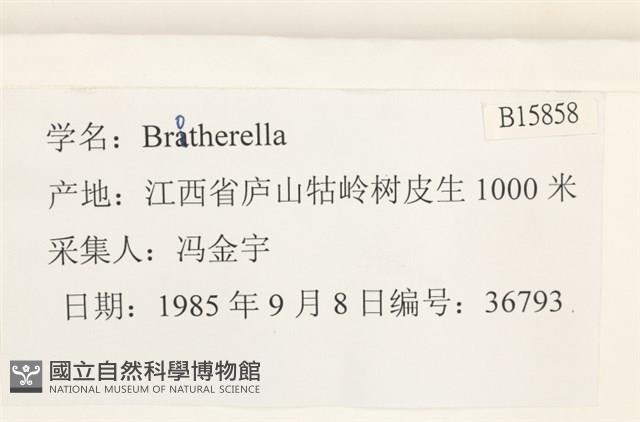 B15858
学名：Bratherella
o
产地：江西省庐山牯岭树皮生 1000 米
采集人：冯金宇
日期：1985 年 9 月 8 日编号：36793
國立自然科學博物館
NATIONAL MUSEUM OF NATURAL SCIENCE